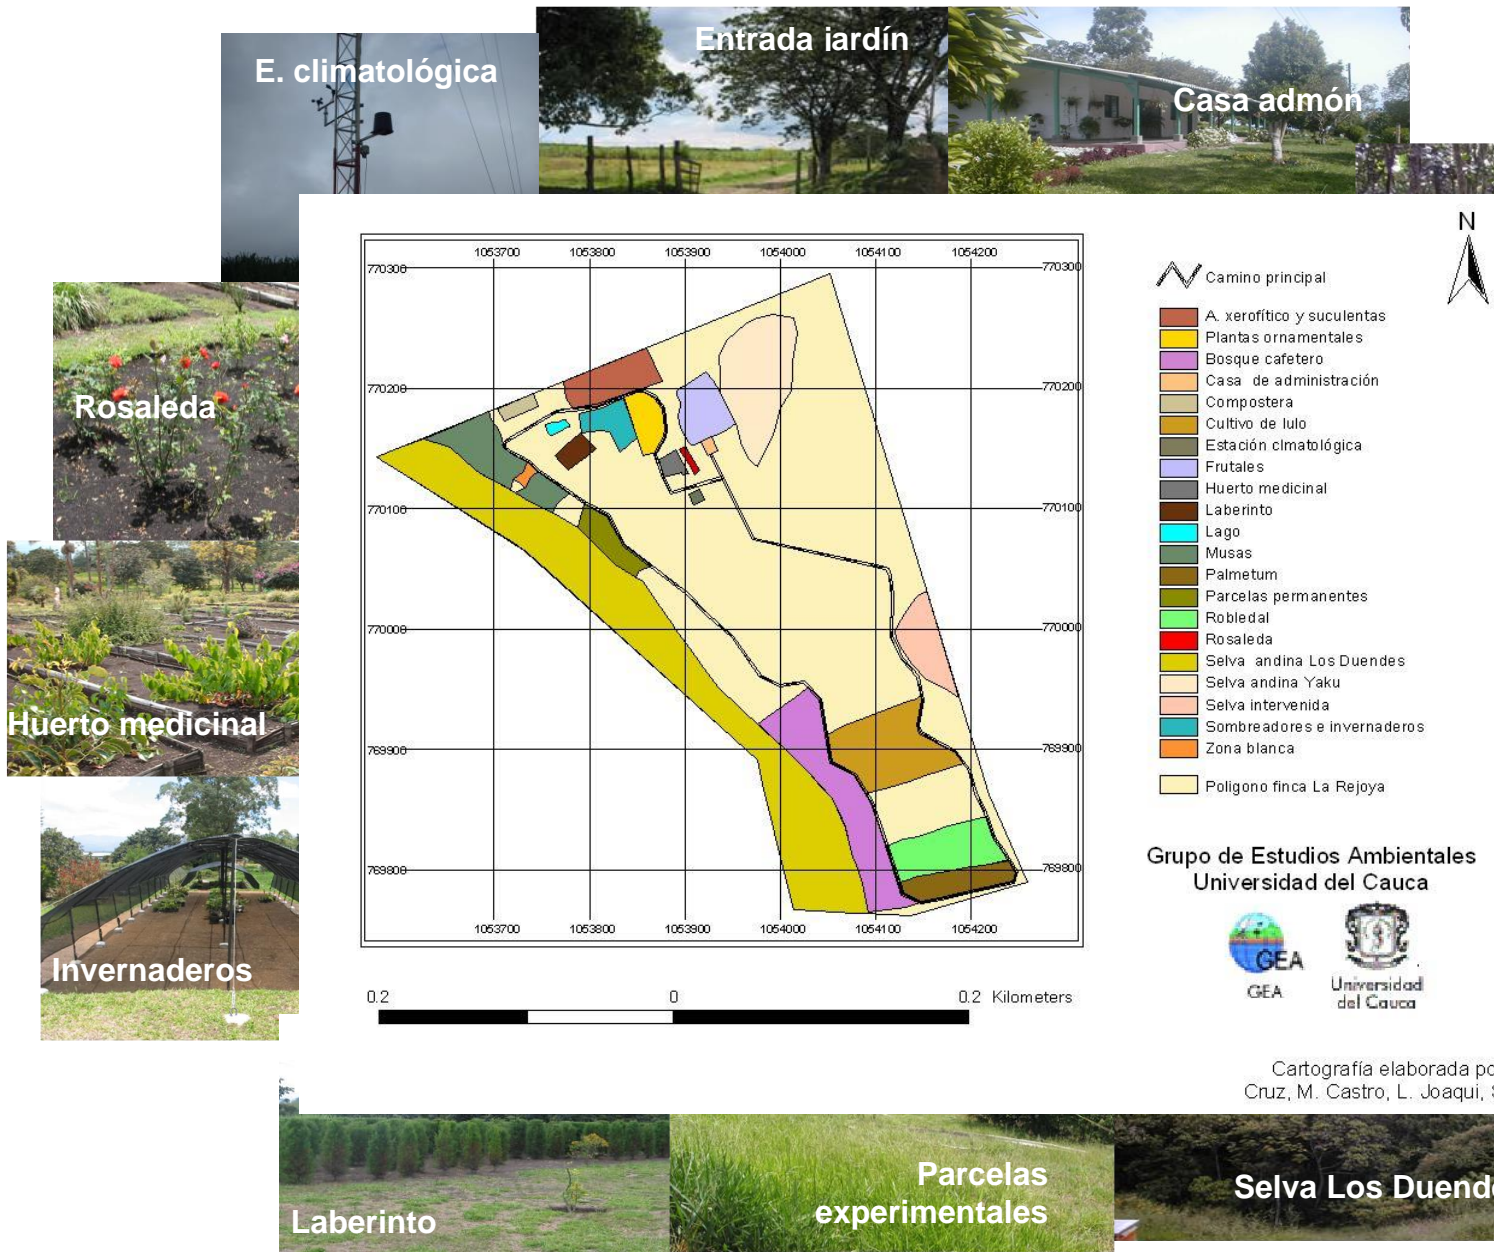 E. climatológica
Entrada jardín
Casa admón
Rosaleda
Huerto medicinal
Invernaderos
1053700 1053800 1053900 1054000 1054100 1054200
770300 770300
770200 770200
770100 770100
770000 770000
769900 769900
769800 769800
1053700 1053800 1053900 1054000 1054100 1054200
0.2 0 0.2 Kilometers
N
Camino principal
A. xerofítico y suculentas
Plantas ornamentales
Bosque cafetero
Casa de administración
Compostera
Cultivo de lulo
Estación clmatológica
Frutales
Huerto medicinal
Laberinto
Lago
Musas
Palmetum
Parcelas permanentes
Robledal
Rosaleda
Selva andina Los Duendes
Selva andina Yaku
Selva intervenida
Sombreadores e invernaderos
Zona blanca
Poligono finca La Rejoya
Grupo de Estudios Ambientales
Universidad del Cauca
GEA
GEA
Universidad
del Cauca
Cartografía elaborada
Cruz, M. Castro, L. Joaqui,
Laberinto
Parcelas
experimentales
Selva Los